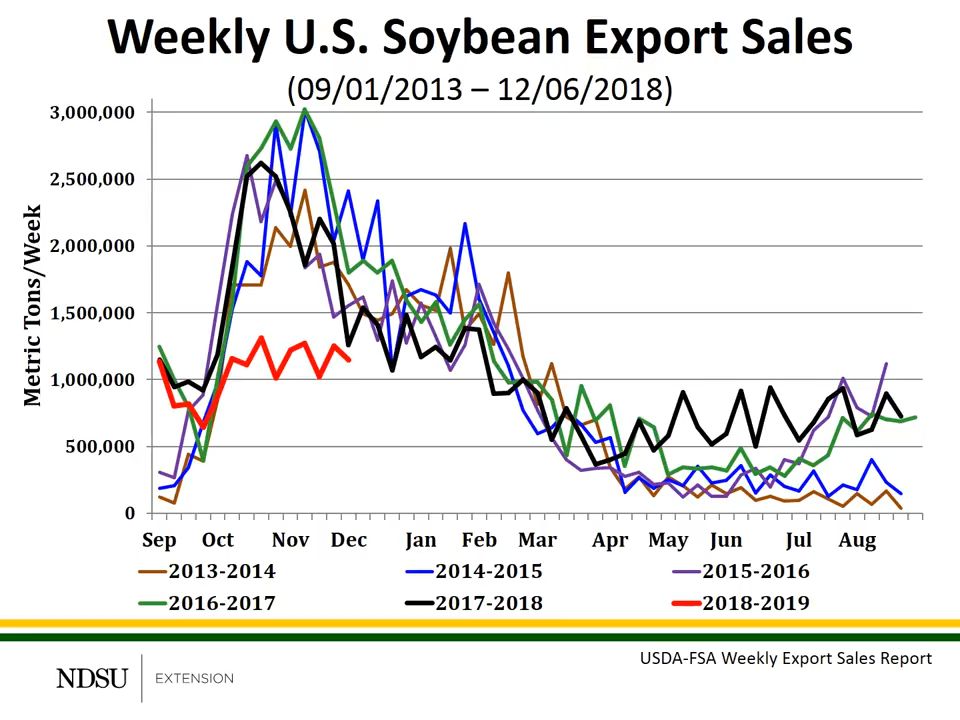 Weekly U.S. Soybean Export Sales
(09/01/2013 – 12/06/2018)
Metric Tons/Week
3,000,000
2,500,000
2,000,000
1,500,000
1,000,000
500,000
0
Sep Oct Nov Dec Jan Feb Mar Apr May Jun Jul Aug
2013-2014 2014-2015 2015-2016
2016-2017 2017-2018 2018-2019
USDA-FSA Weekly Export Sales Report
NDSU EXTENSION